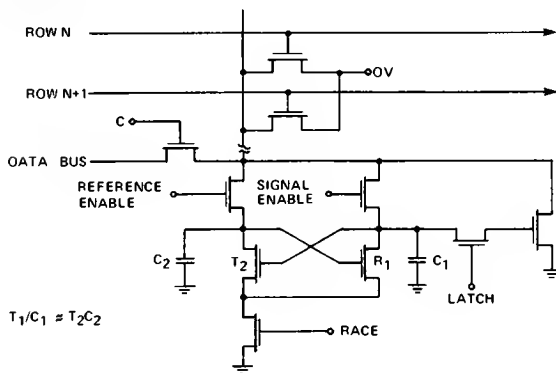 ROW N
OV
ROW N+1
C
OATA BUS
REFERENCE
ENABLE
SIGNAL
ENABLE
C2
T2
R1
C1
LATCH
T1/C1 ≈ T2C2
RACE